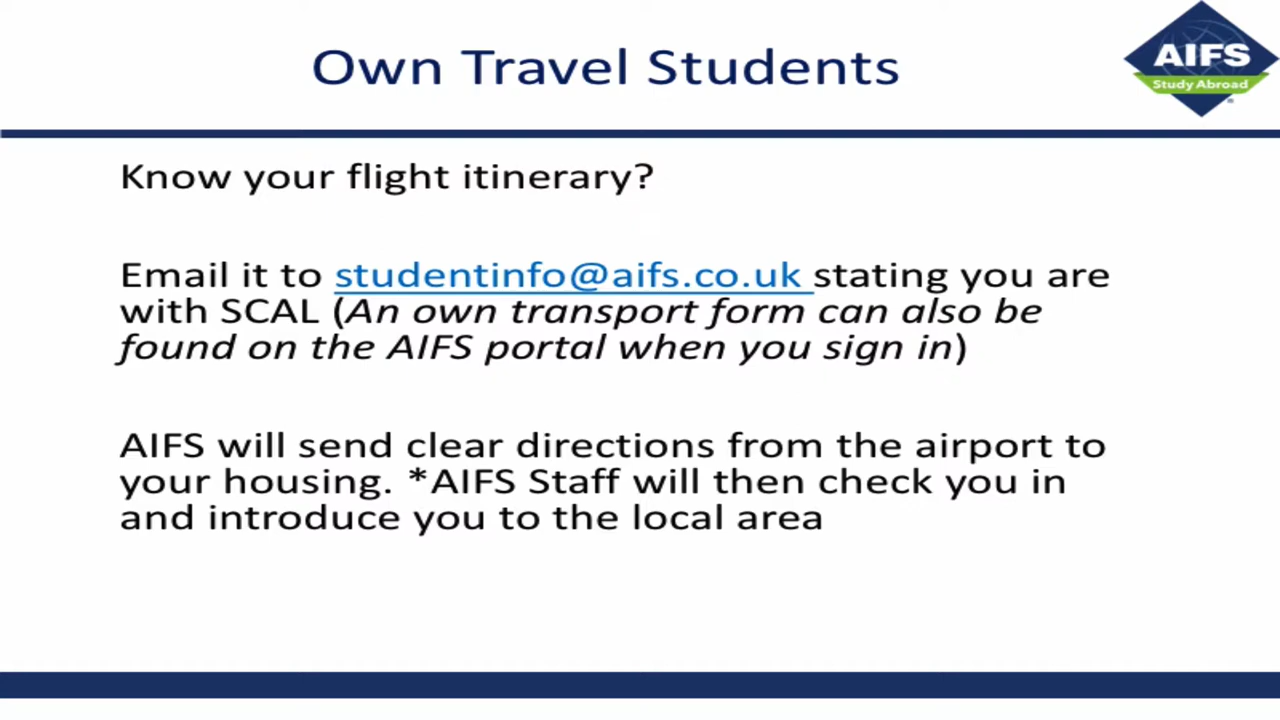 Own Travel Students
AIFS
Study Abroad
Know your flight itinerary?
Email it to studentinfo@aifs.co.uk stating you are
with SCAL (An own transport form can also be
found on the AIFS portal when you sign in)
AIFS will send clear directions from the airport to
your housing. *AIFS Staff will then check you in
and introduce you to the local area